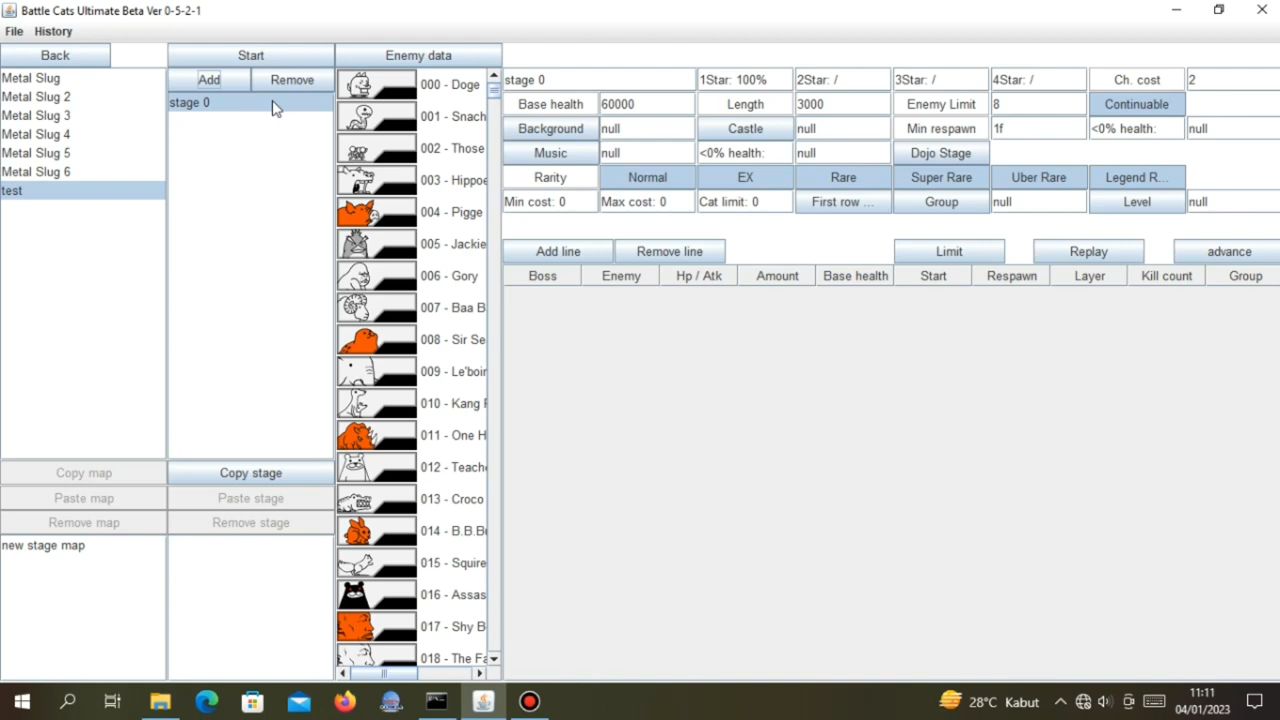 Battle Cats Ultimate Beta Ver 0-5-2-1
File History
Back
Metal Slug
Metal Slug 2
Metal Slug 3
Metal Slug 4
Metal Slug 5
Metal Slug 6
test
Copy map
Paste map
Remove map
new stage map
Start
Add Remove
stage 0
Copy stage
Paste stage
Remove stage
Enemy data
000 - Doge
001 - Snach
002 - Those
003 - Hippoe
004 - Pigge
005 - Jackie
006 - Gory
007 - Baa B
008 - Sir Se
009 - Le'boin
010 - Kang
011 - One H
012 - Teach
013 - Croco
014 - B.B.B
015 - Squire
016 - Assas
017 - Shy B
018 - The Fa
stage 0 1Star: 100% 2Star: / 3Star: / 4Star: / Ch. cost 2
Base health 60000 Length 3000 Enemy Limit 8 Continuable
Background null Castle null Min respawn 1f <0% health: null
Music null <0% health: null Dojo Stage
Rarity Normal EX Rare Super Rare Uber Rare Legend R...
Min cost: 0 Max cost: 0 Cat limit: 0 First row ... Group null Level null
Add line Remove line Limit Replay advance
Boss Enemy Hp / Atk Amount Base health Start Respawn Layer Kill count Group
28°C Kabut
11:11
04/01/2023